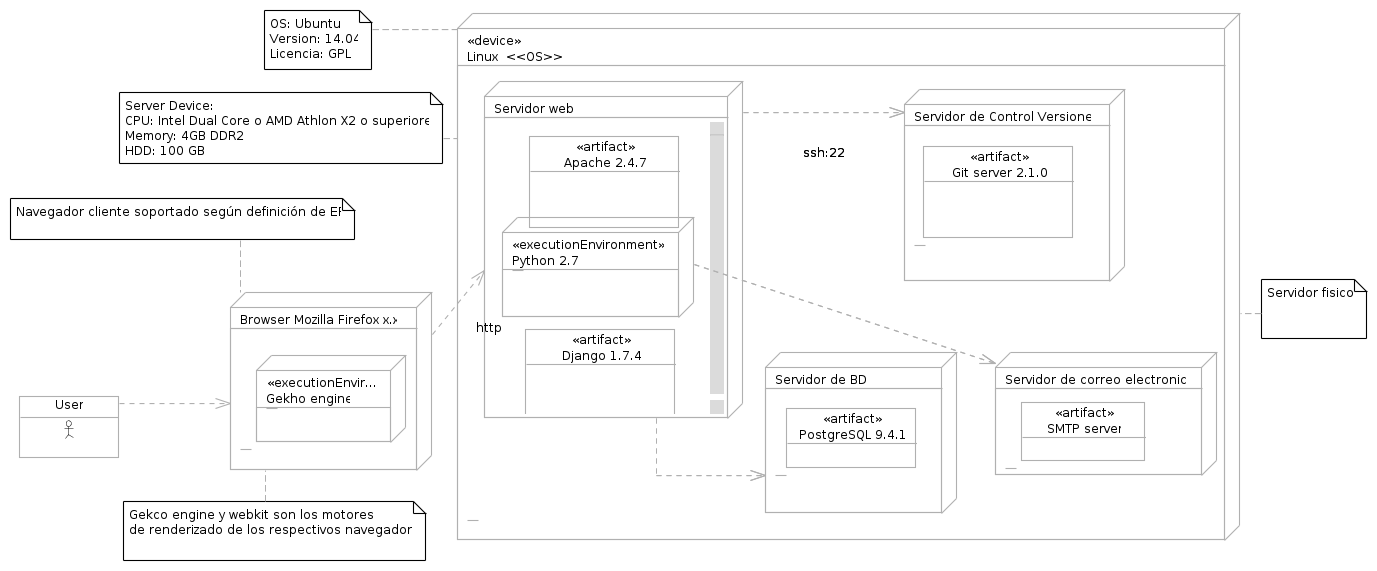 OS: Ubuntu
Version: 14.04
Licencia: GPL
«device»
Linux <<OS>>
Server Device:
CPU: Intel Dual Core o AMD Athlon X2 o superiore
Memory: 4GB DDR2
HDD: 100 GB
Servidor web
«artifact»
Apache 2.4.7
«executionEnvironment»
Python 2.7
«artifact»
Django 1.7.4
ssh:22
Servidor de Control Versione
«artifact»
Git server 2.1.0
Navegador cliente soportado según definición de
http
Browser Mozilla Firefox x.x
«executionEnvir...
Gekho engine
User
Servidor de BD
«artifact»
PostgreSQL 9.4.1
Servidor de correo electronic
«artifact»
SMTP server
Servidor fisico
Gekco engine y webkit son los motores
de renderizado de los respectivos navegador